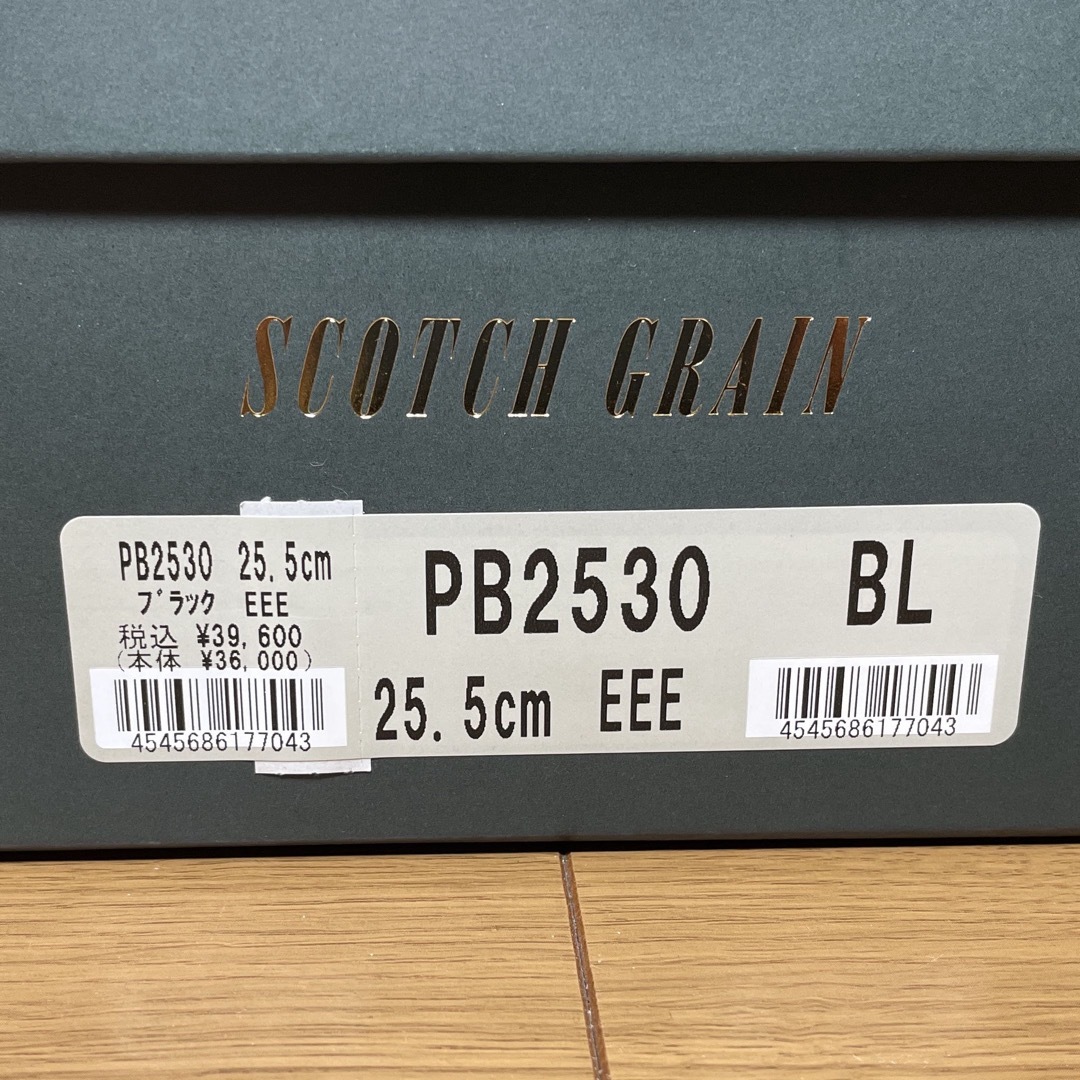 SCOTCH GRAIN
PB2530 25.5cm
ブラック EEE
税込 ¥39,600
(本体 ¥36,000)
4545686177043
PB2530 BL
25.5cm EEE
4545686177043